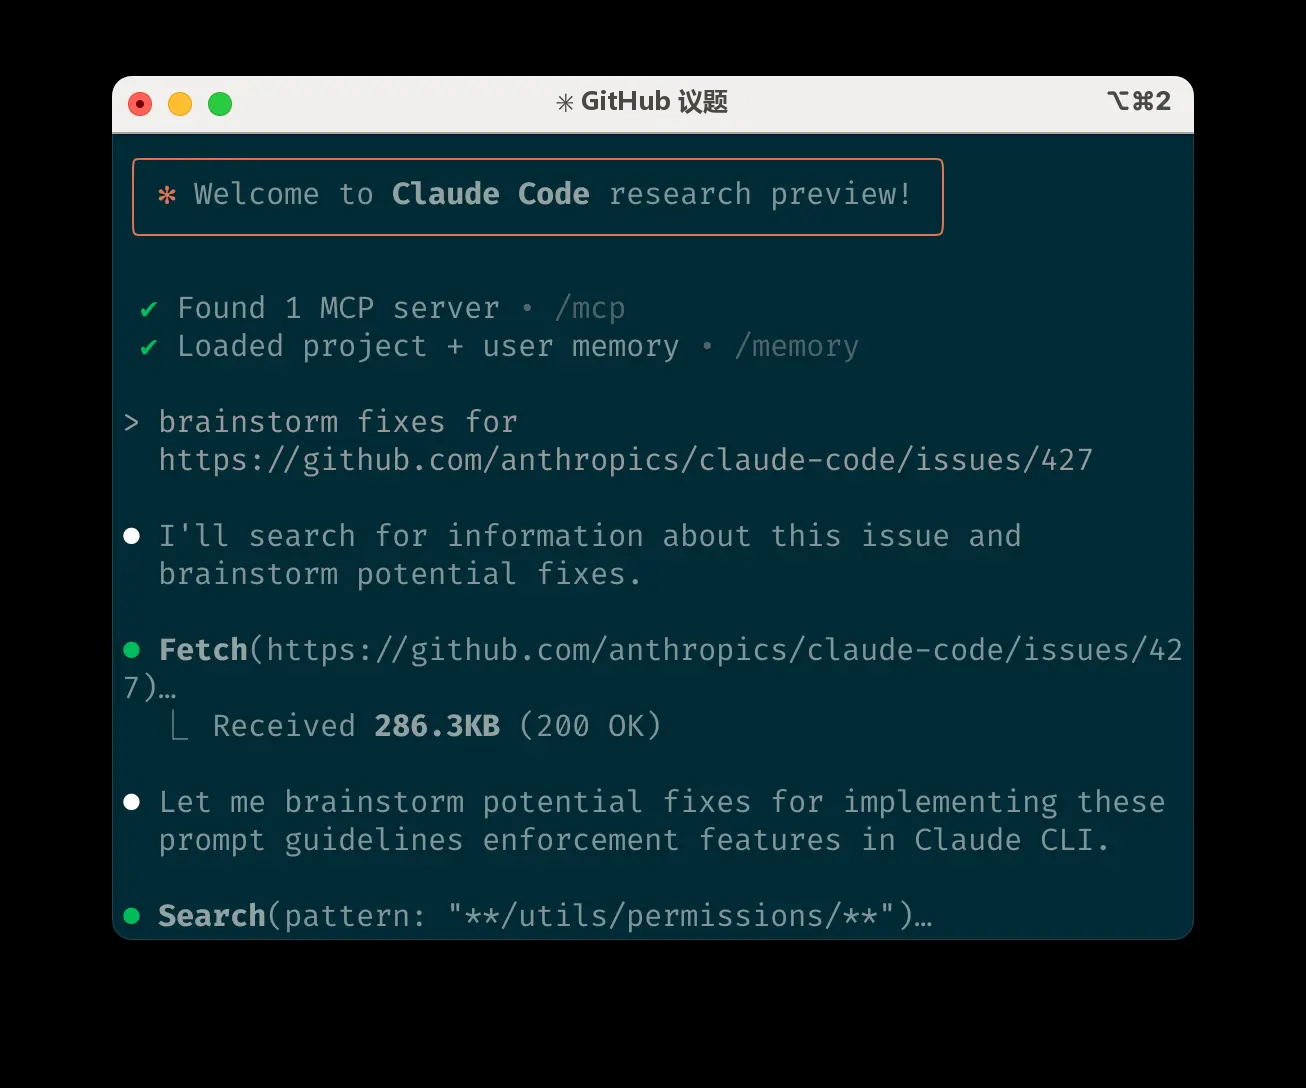 ✳ GitHub 议题
⌥⌘2
✻ Welcome to Claude Code research preview!
✔ Found 1 MCP server • /mcp
✔ Loaded project + user memory • /memory
> brainstorm fixes for
https://github.com/anthropics/claude-code/issues/427
● I'll search for information about this issue and
brainstorm potential fixes.
● Fetch(https://github.com/anthropics/claude-code/issues/42
7)…
⎿ Received 286.3KB (200 OK)
● Let me brainstorm potential fixes for implementing these
prompt guidelines enforcement features in Claude CLI.
● Search(pattern: "**/utils/permissions/**")…